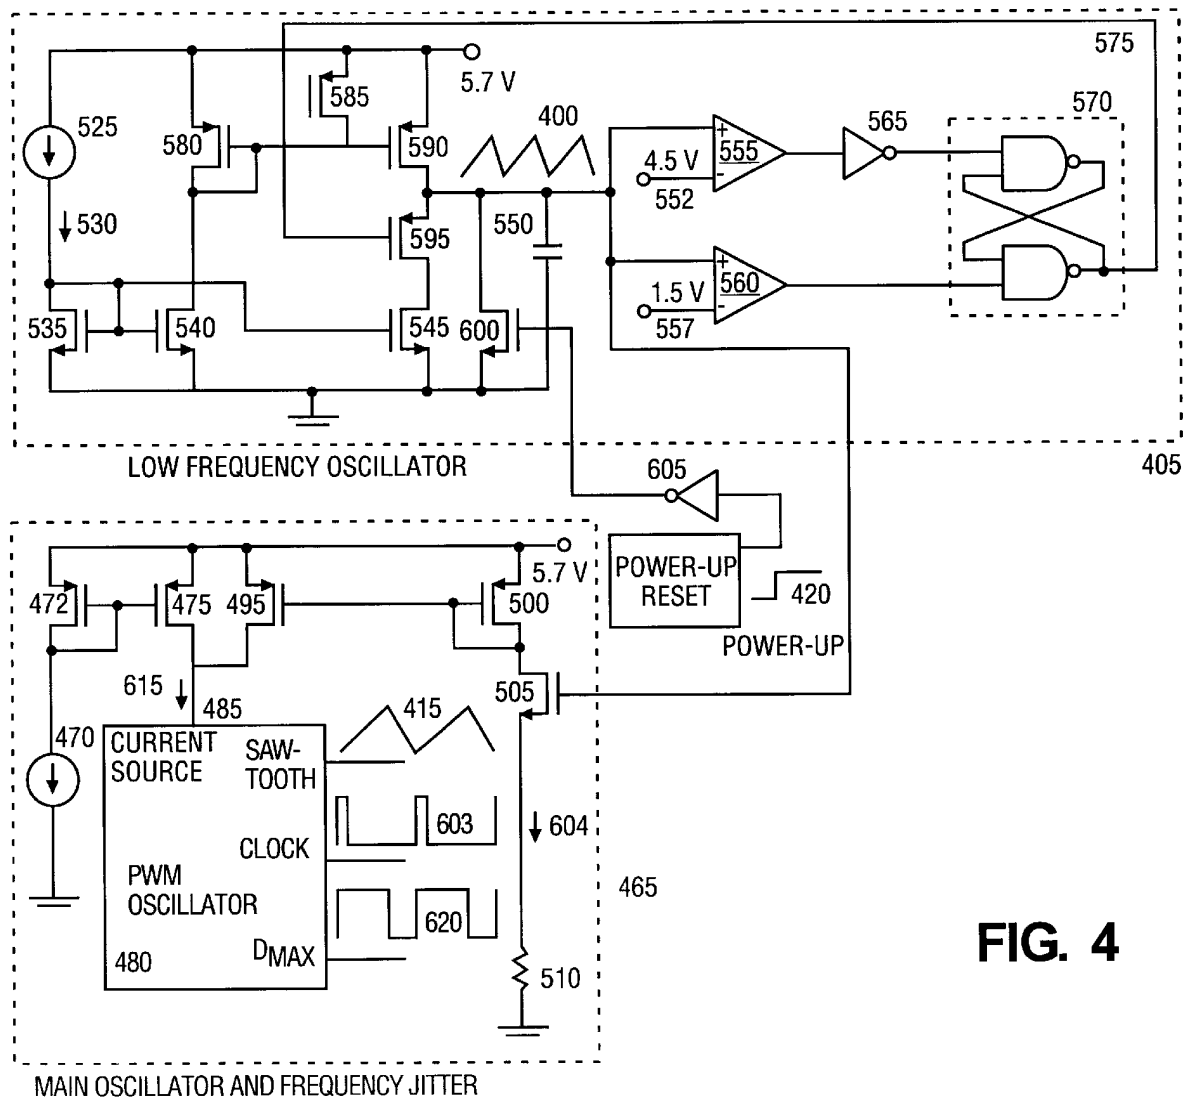 575
5.7 V
585
400
570
525
580
590
565
4.5 V
+
555
-
552
530
595
550
+
560
1.5 V
-
557
535
540
545
600
LOW FREQUENCY OSCILLATOR
405
605
5.7 V
POWER-UP
RESET
420
POWER-UP
472
475
495
500
615
485
505
470
CURRENT
SOURCE
SAW-
TOOTH
415
CLOCK
603
604
PWM
OSCILLATOR
620
465
480
DMAX
510
FIG. 4
MAIN OSCILLATOR AND FREQUENCY JITTER